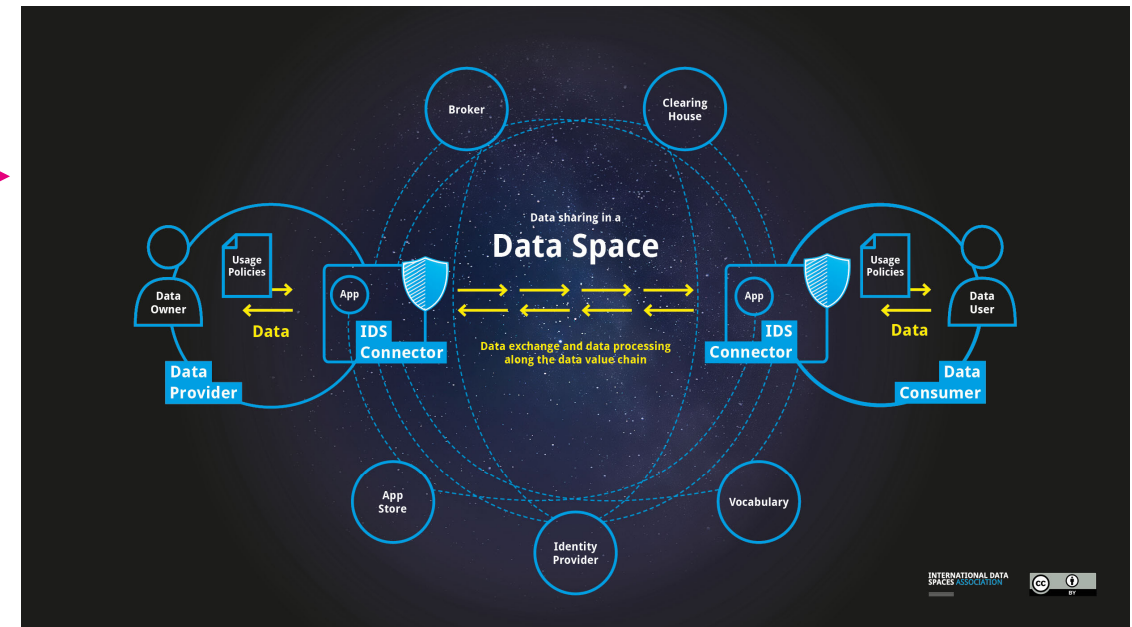 Broker
Clearing
House
Data sharing in a
Data Space
Usage
Policies
Data
Owner
Data
App
IDS
Connector
Data
Provider
Data exchange and data processing
along the data value chain
App
IDS
Connector
Usage
Policies
Data
User
Data
Data
Consumer
App
Store
Identity
Provider
Vocabulary
INTERNATIONAL DATA
SPACES ASSOCIATION
cc
BY